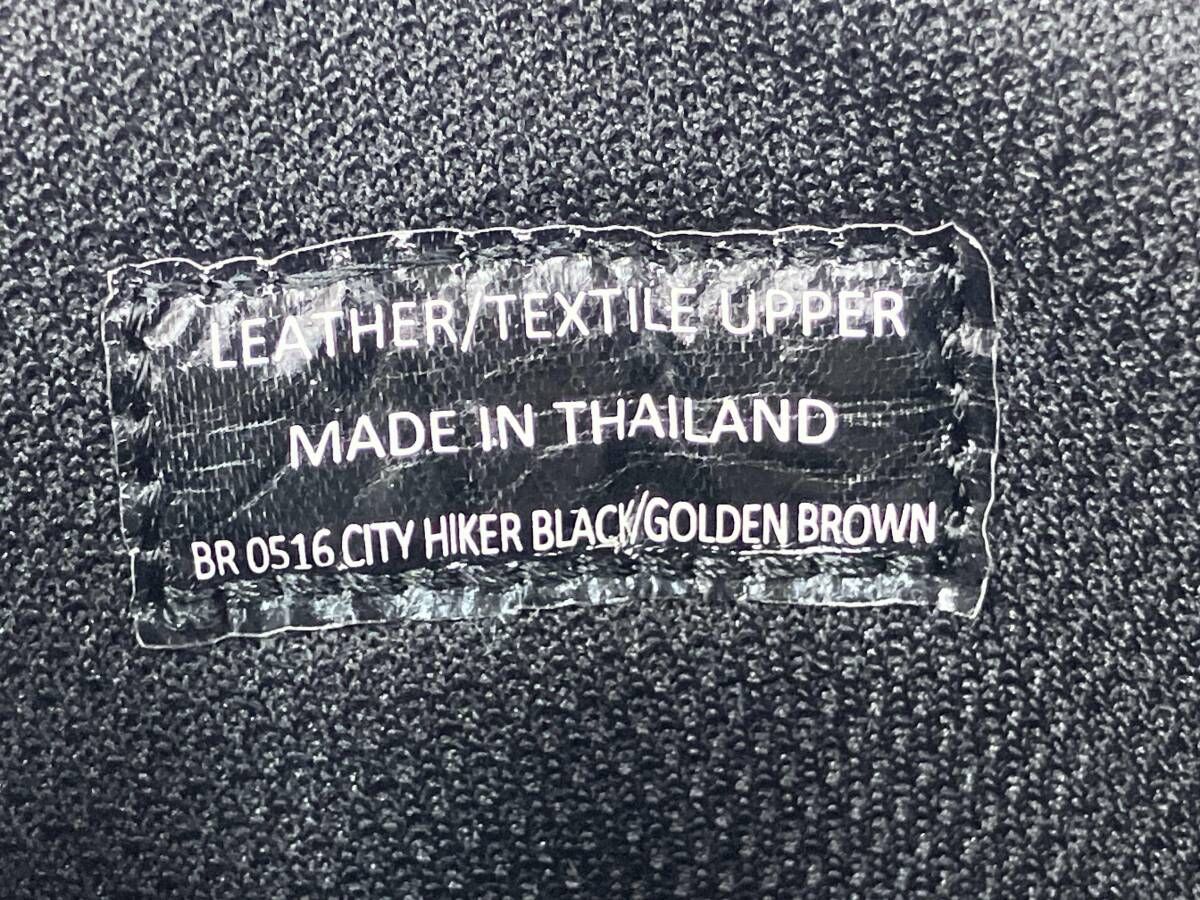 LEATHER/TEXTILE UPPER
MADE IN THAILAND
BR 0516 CITY HIKER BLACK/GOLDEN BROWN